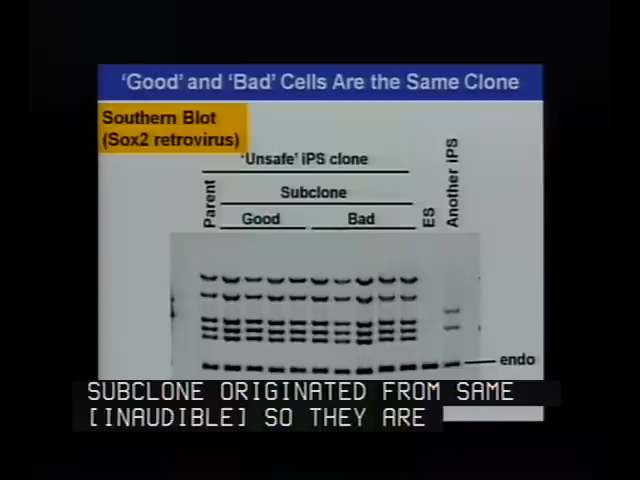 'Good' and 'Bad' Cells Are the Same Clone
Southern Blot
(Sox2 retrovirus)
'Unsafe' iPS clone
Parent
Subclone
Good
Bad
ES
Another iPS
endo
SUBCLONE ORIGINATED FROM SAME
[INAUDIBLE] SO THEY ARE